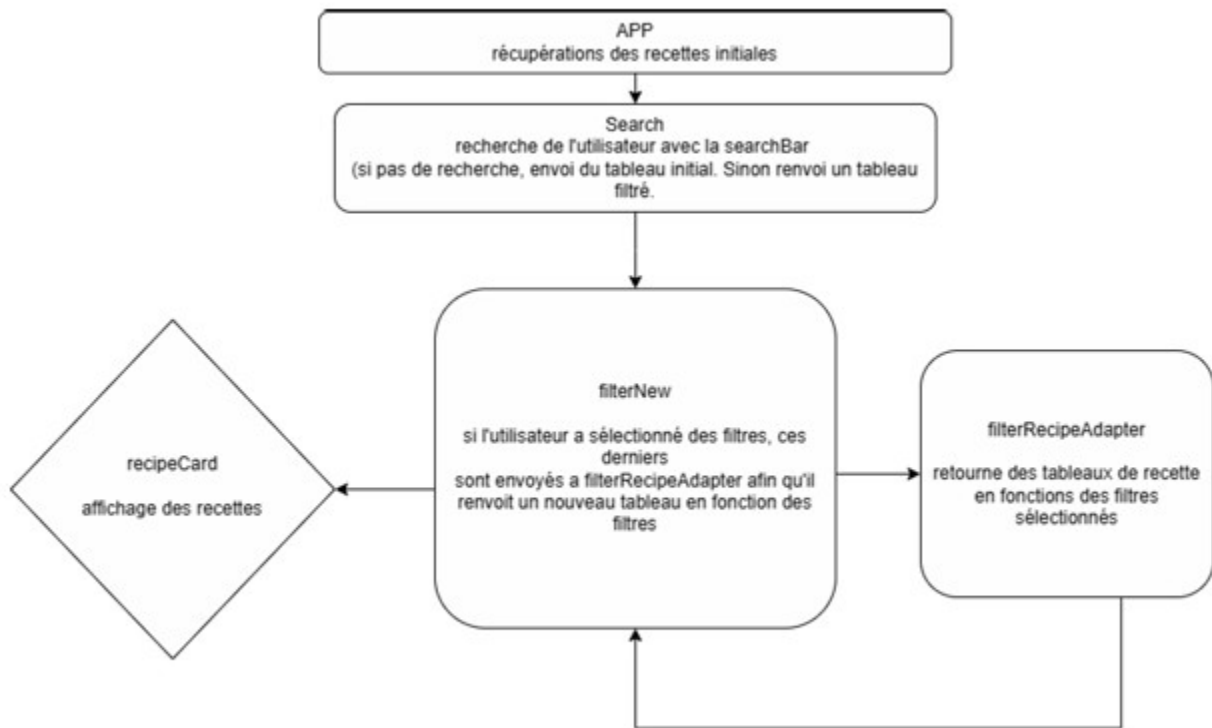 APP
récupérations des recettes initiales
Search
recherche de l'utilisateur avec la searchBar
(si pas de recherche, envoi du tableau initial. Sinon renvoi un tableau
filtré.
filterNew
si l'utilisateur a sélectionné des filtres, ces
derniers
sont envoyés a filterRecipeAdapter afin qu'il
renvoit un nouveau tableau en fonction des
filtres
recipeCard
affichage des recettes
filterRecipeAdapter
retourne des tableaux de recette
en fonctions des filtres
sélectionnés